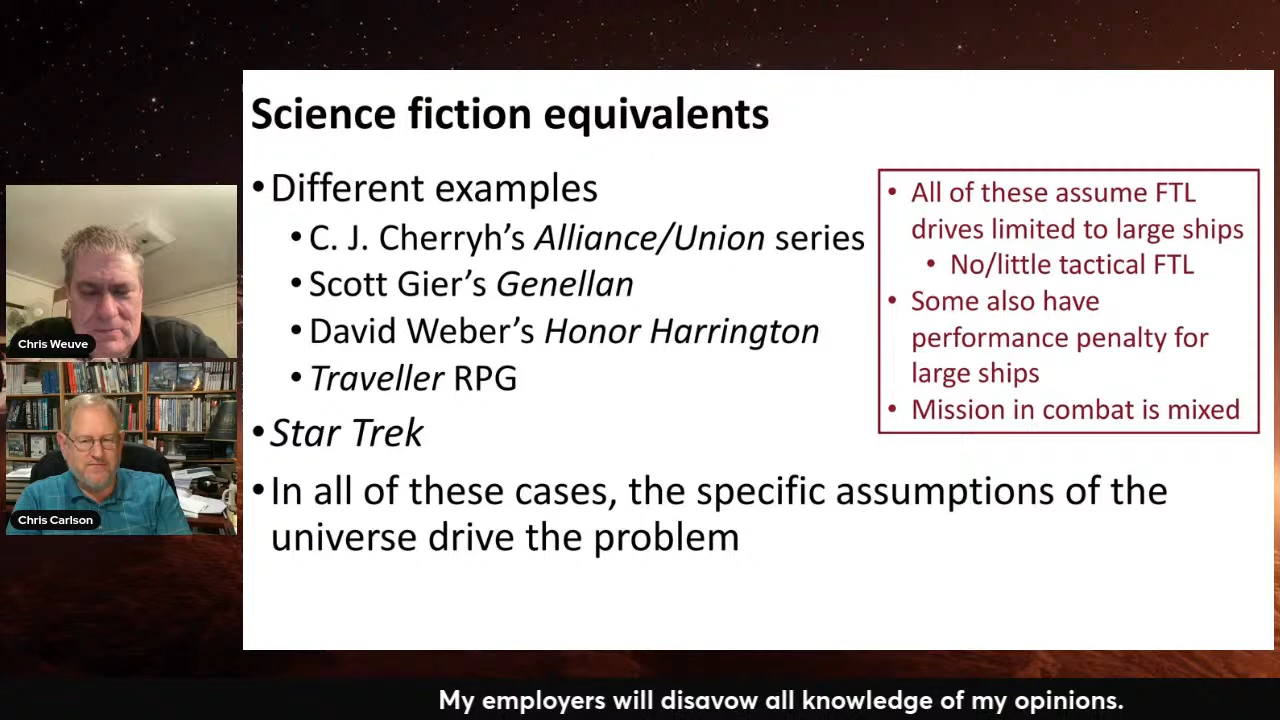 Science fiction equivalents
• Different examples
• C. J. Cherryh's Alliance/Union series
• Scott Gier's Genellan
• David Weber's Honor Harrington
• Traveller RPG
• Star Trek
• In all of these cases, the specific assumptions of the
universe drive the problem
• All of these assume FTL
drives limited to large ships
• No/little tactical FTL
• Some also have
performance penalty for
large ships
• Mission in combat is mixed
Chris Weuve
Chris Carlson
My employers will disavow all knowledge of my opinions.